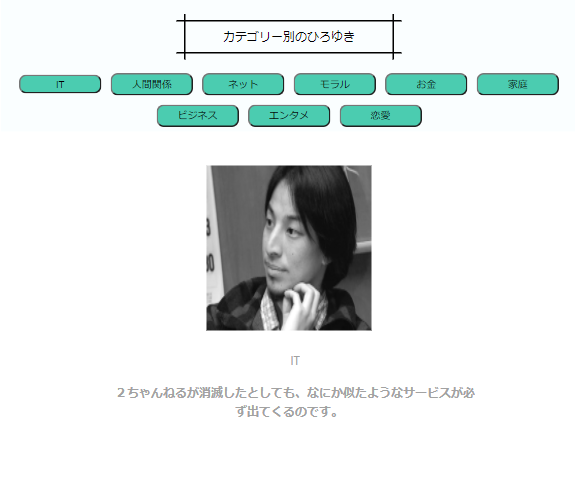 カテゴリー別のひろゆき
IT
人間関係
ネット
モラル
お金
家庭
ビジネス
エンタメ
恋愛
IT
２ちゃんねるが消滅したとしても、なにか似たようなサービスが必
ず出てくるのです。